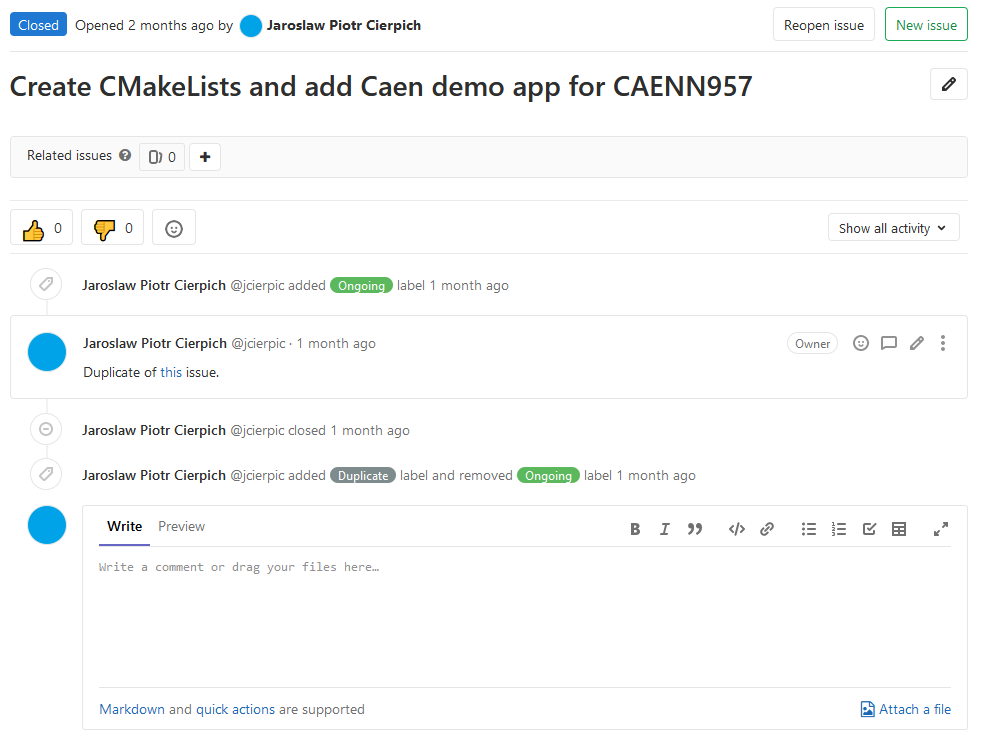 Closed Opened 2 months ago by Jaroslaw Piotr Cierpich Reopen issue New issue
Create CMakeLists and add Caen demo app for CAENN957
Related issues ? 0
0 0 Show all activity
Jaroslaw Piotr Cierpich @jcierpic added Ongoing label 1 month ago
Jaroslaw Piotr Cierpich @jcierpic · 1 month ago Owner
Duplicate of this issue.
Jaroslaw Piotr Cierpich @jcierpic closed 1 month ago
Jaroslaw Piotr Cierpich @jcierpic added Duplicate label and removed Ongoing label 1 month ago
Write Preview
Write a comment or drag your files here…
Markdown and quick actions are supported Attach a file